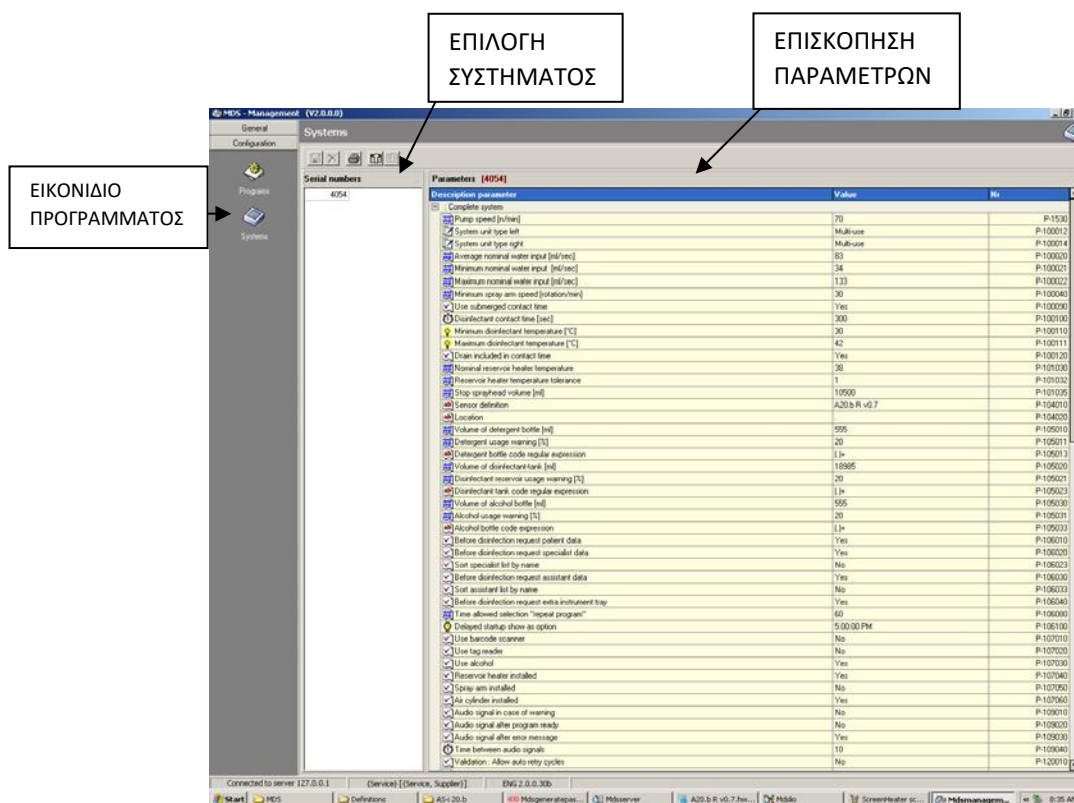 ΕΠΙΛΟΓΗ
ΣΥΣΤΗΜΑΤΟΣ
ΕΠΙΣΚΟΠΗΣΗ
ΠΑΡΑΜΕΤΡΩΝ
ΕΙΚΟΝΙΔΙΟ
ΠΡΟΓΡΑΜΜΑΤΟΣ
MDS - Management (V2.0.0.0)
General
Configuration
Programs
Systems
Systems
Serial numbers
4054
Parameters [4054]
Description parameter Value Nr
Complete system
Pump speed [n/min] 70 P-1530
System unit type left Multi-use P-100012
System unit type right Multi-use P-100014
Average nominal water input [ml/sec] 83 P-100020
Minimum nominal water input [ml/sec] 34 P-100021
Maximum nominal water input [ml/sec] 133 P-100022
Minimum spray arm speed [rotation/min] 30 P-100040
Use submerged contact time Yes P-100090
Disinfectant contact time [sec] 300 P-100100
Minimum disinfectant temperature [°C] 30 P-100110
Maximum disinfectant temperature [°C] 42 P-100111
Drain included in contact time Yes P-100120
Nominal reservoir heater temperature 38 P-101030
Reservoir heater temperature tolerance 1 P-101032
Stop sprayhead volume [ml] 10500 P-101035
Sensor definition A20.b R v0.7 P-104010
Location . P-104020
Volume of detergent bottle [ml] 555 P-105010
Detergent usage warning [%] 20 P-105011
Detergent bottle code regular expression (.)+ P-105013
Volume of disinfectant-tank [ml] 18985 P-105020
Disinfectant reservoir usage warning [%] 20 P-105021
Disinfectant tank code regular expression (.)+ P-105023
Volume of alcohol bottle [ml] 555 P-105030
Alcohol usage warning [%] 20 P-105031
Alcohol bottle code expression (.)+ P-105033
Before disinfection request patient data Yes P-106010
Before disinfection request specialist data Yes P-106020
Sort specialist list by name No P-106023
Before disinfection request assistant data Yes P-106030
Sort assistant list by name No P-106033
Before disinfection request extra instrument tray Yes P-106040
Time allowed selection "repeat program" 60 P-106080
Delayed startup show as option 5:00:00 PM P-106100
Use barcode scanner No P-107010
Use tag reader No P-107020
Use alcohol Yes P-107030
Reservoir heater installed Yes P-107040
Spray arm installed No P-107050
Air cylinder installed Yes P-107060
Audio signal in case of warning No P-109010
Audio signal after program ready No P-109020
Audio signal after error message Yes P-109030
Time between audio signals 10 P-109040
Validation : Allow auto retry cycles No P-120010
Connected to server 127.0.0.1 {Service} [{Service, Supplier}] ENG 2.0.0.30b
Start MDS Definitions AS-i 20.b Mdsgeneratepas... Mdsserver A20.b R v0.7.hw... Mdsilo ScreenHeater sc... Mdsmanagem... 8:35 AM